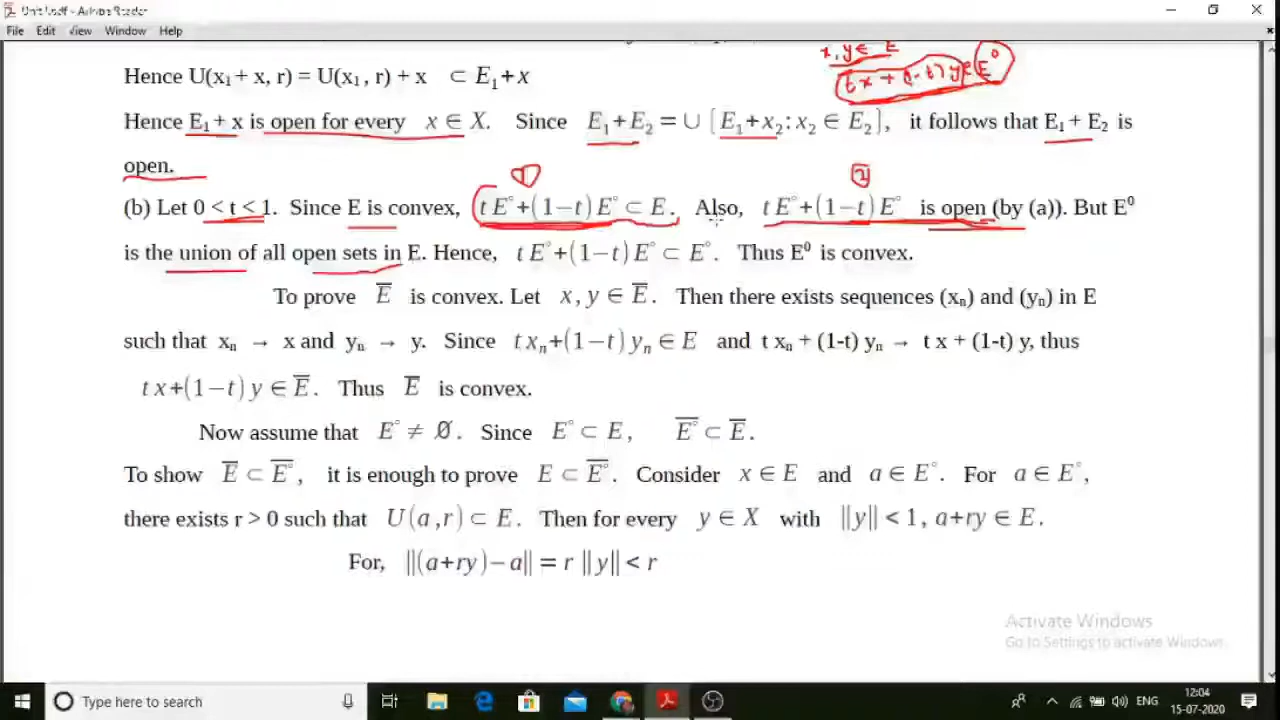 Unit I.pdf - Adobe Reader
File Edit View Window Help
x, y ∈ E
tx + (1-t) y ∈ E⁰
Hence U(x₁ + x, r) = U(x₁, r) + x ⊂ E₁+x
Hence E₁ + x is open for every x ∈ X. Since E₁+E₂ = ∪ {E₁+x₂ : x₂ ∈ E₂}, it follows that E₁ + E₂ is
open.
1
2
(b) Let 0 < t < 1. Since E is convex, t E°+(1−t) E° ⊂ E. Also, t E°+(1−t) E° is open (by (a)). But E⁰
is the union of all open sets in E. Hence, t E°+(1−t) E° ⊂ E°. Thus E⁰ is convex.
To prove E̅ is convex. Let x, y ∈ E̅. Then there exists sequences (xₙ) and (yₙ) in E
such that xₙ → x and yₙ → y. Since t xₙ+(1−t) yₙ ∈ E and t xₙ + (1-t) yₙ → t x + (1-t) y, thus
t x+(1−t) y ∈ E̅. Thus E̅ is convex.
Now assume that E° ≠ Ø. Since E° ⊂ E, E̅°̅ ⊂ E̅.
To show E̅ ⊂ E̅°̅, it is enough to prove E ⊂ E̅°̅. Consider x ∈ E and a ∈ E°. For a ∈ E°,
there exists r > 0 such that U(a, r) ⊂ E. Then for every y ∈ X with ||y|| < 1, a+ry ∈ E.
For, ||(a+ry)−a|| = r ||y|| < r
Activate Windows
Go to Settings to activate Windows.
Type here to search
ENG
12:04
15-07-2020